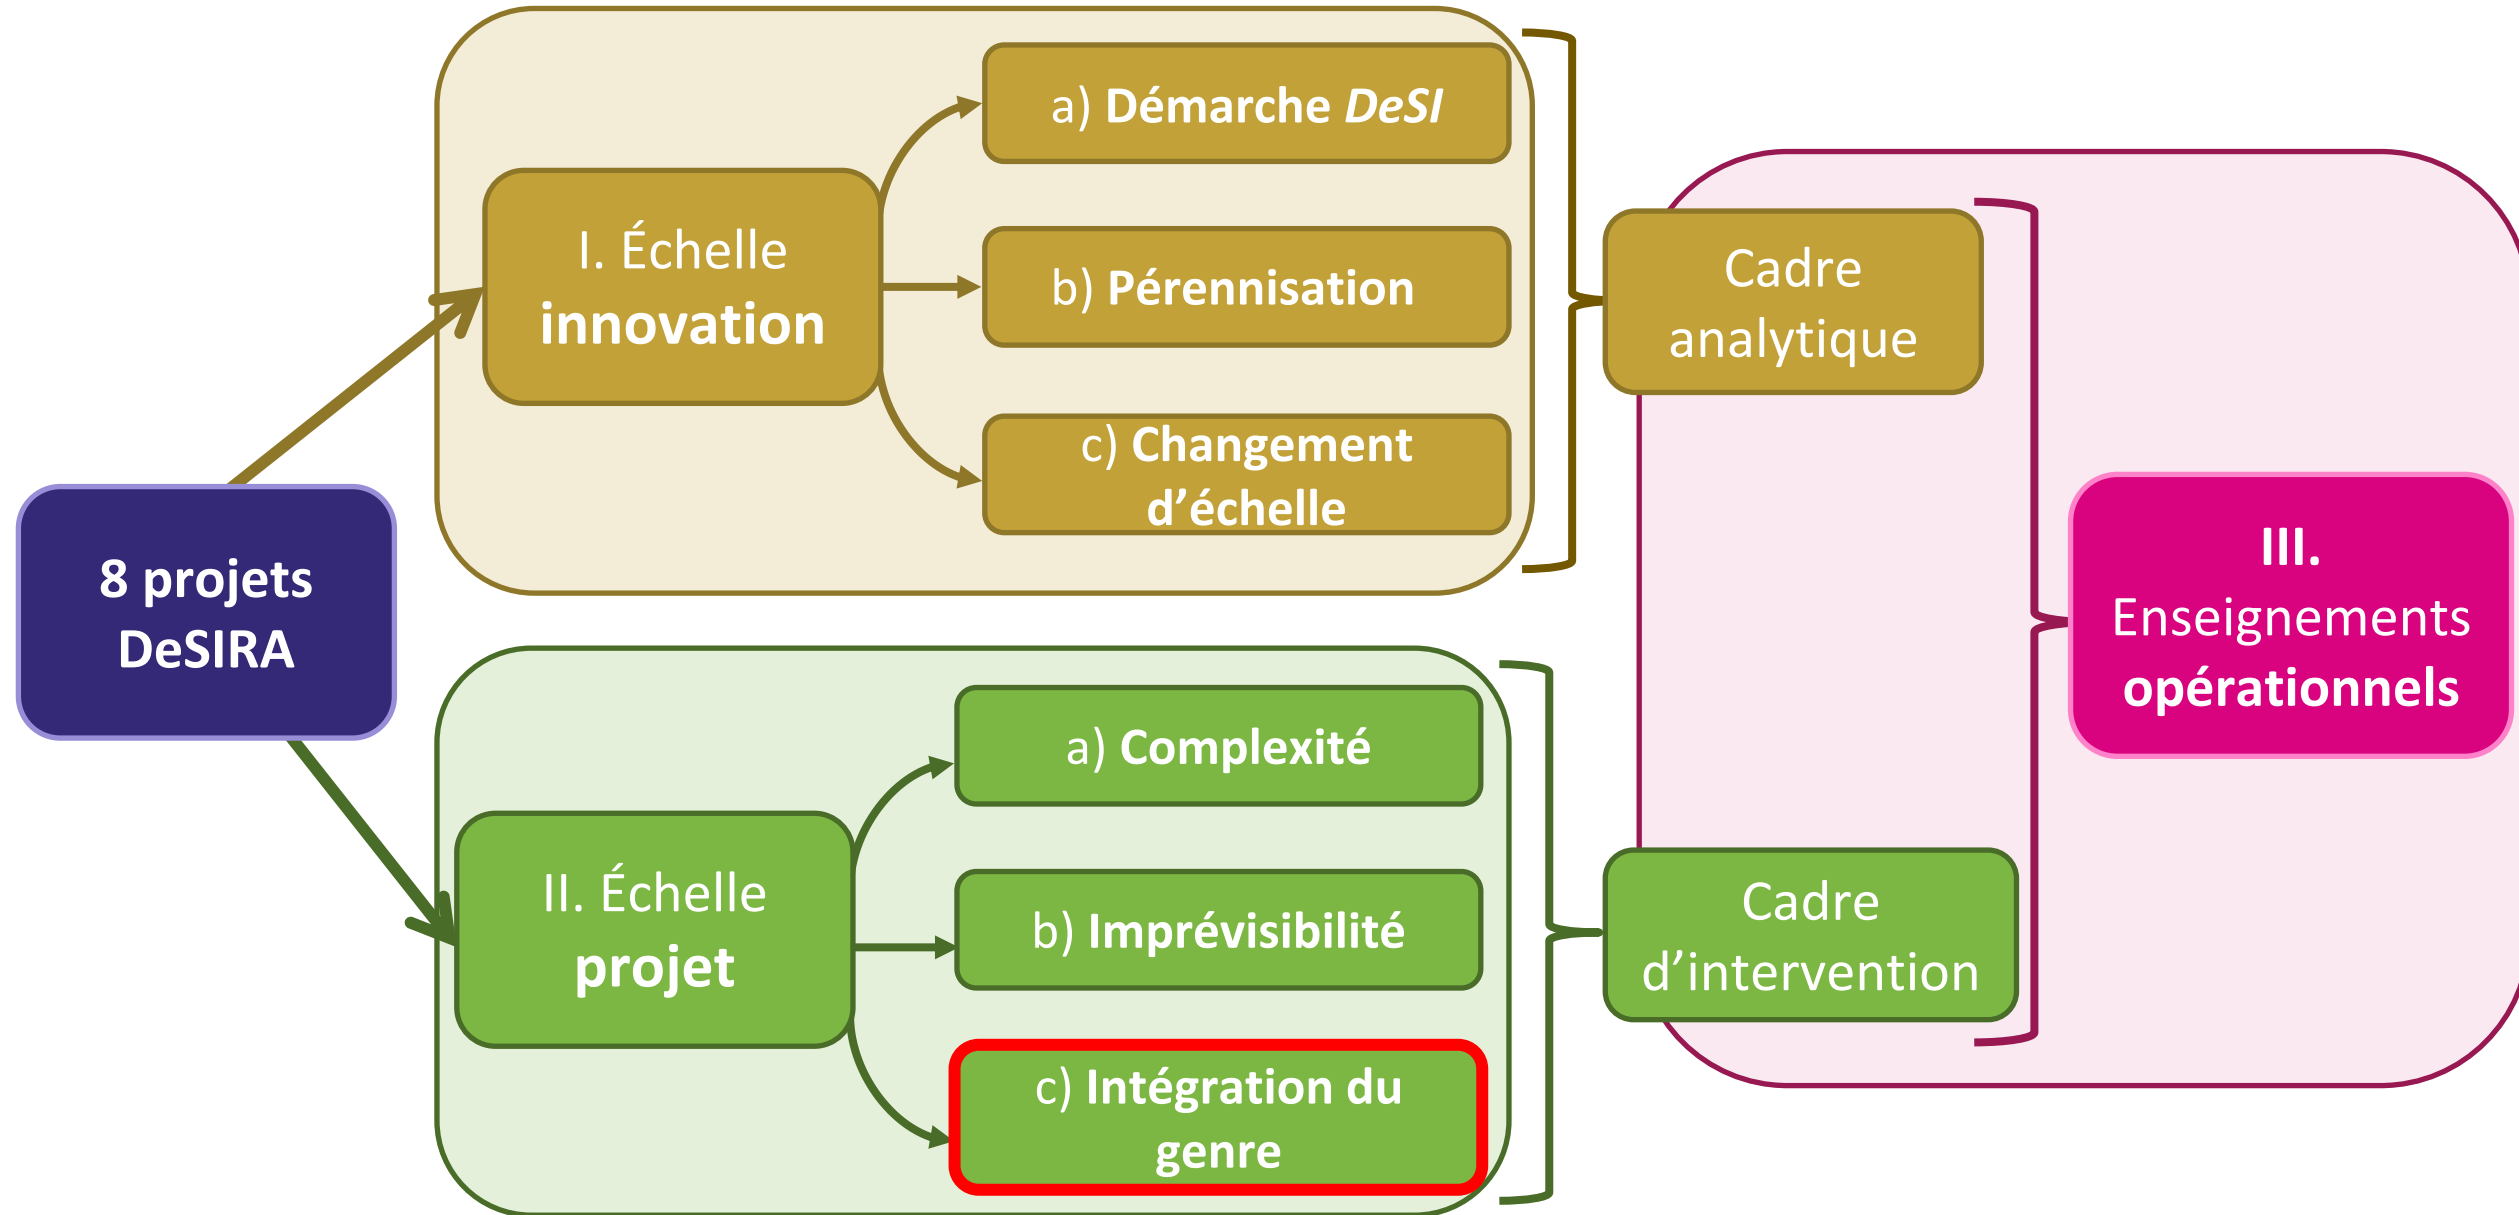 8 projets
DeSIRA
I. Échelle
innovation
a) Démarche DeSI
b) Pérennisation
c) Changement
d’échelle
Cadre
analytique
II. Échelle
projet
a) Complexité
b) Imprévisibilité
c) Intégration du
genre
Cadre
d’intervention
III.
Enseignements
opérationnels